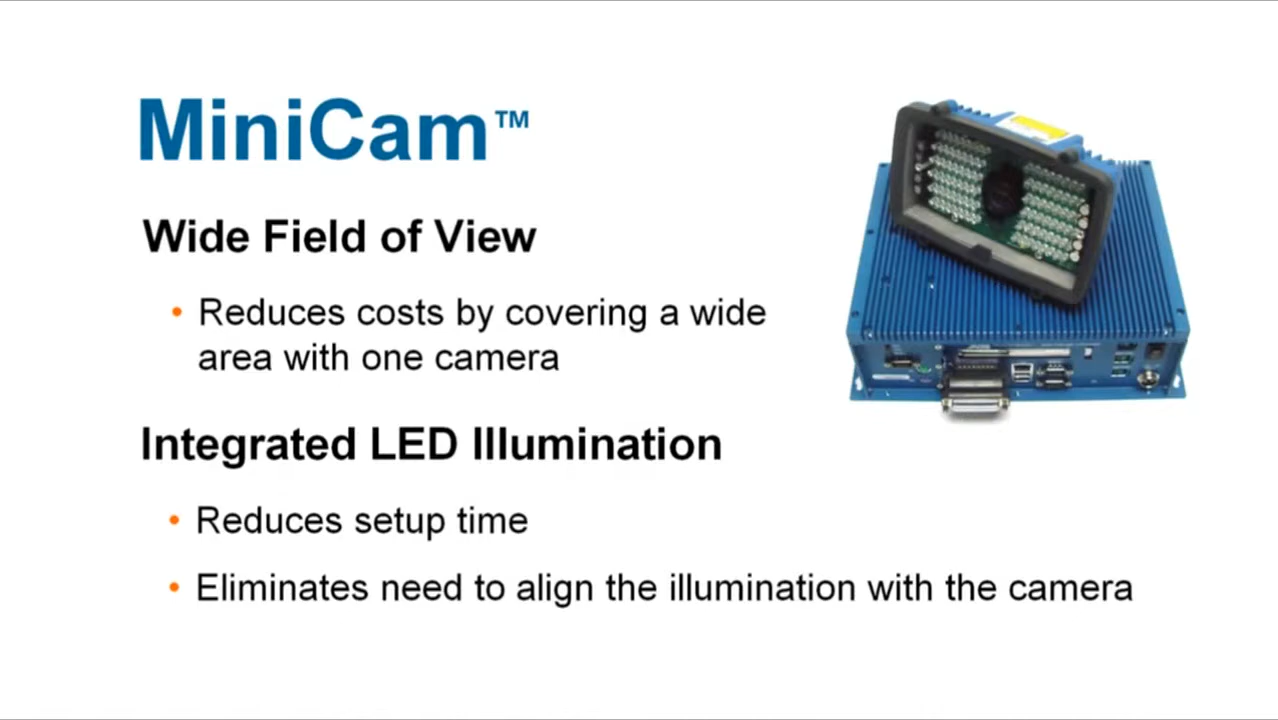 MiniCam™
Wide Field of View
• Reduces costs by covering a wide
area with one camera
Integrated LED Illumination
• Reduces setup time
• Eliminates need to align the illumination with the camera